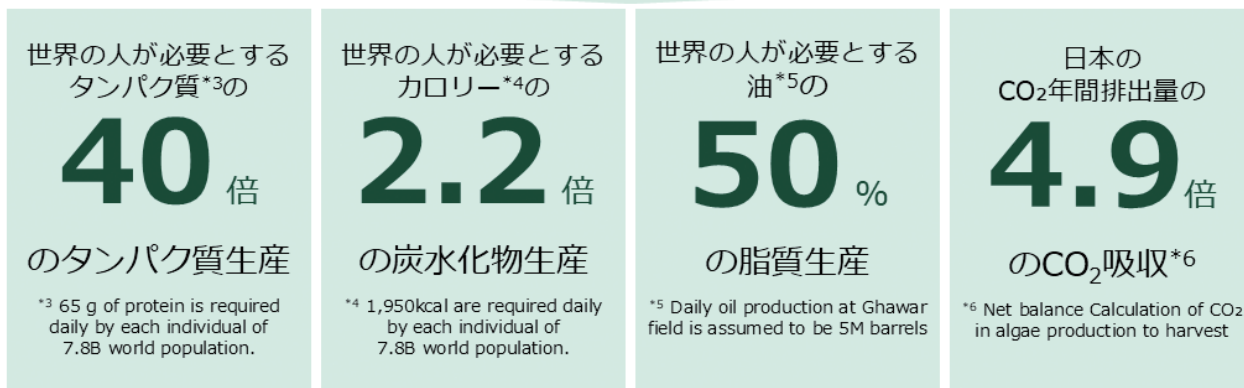 世界の人が必要とする
タンパク質*3の
40倍
のタンパク質生産
*3 65 g of protein is required
daily by each individual of
7.8B world population.
世界の人が必要とする
カロリー*4の
2.2倍
の炭水化物生産
*4 1,950kcal are required daily
by each individual of
7.8B world population.
世界の人が必要とする
油*5の
50%
の脂質生産
*5 Daily oil production at Ghawar
field is assumed to be 5M barrels
日本の
CO₂年間排出量の
4.9倍
のCO₂吸収*6
*6 Net balance Calculation of CO₂
in algae production to harvest